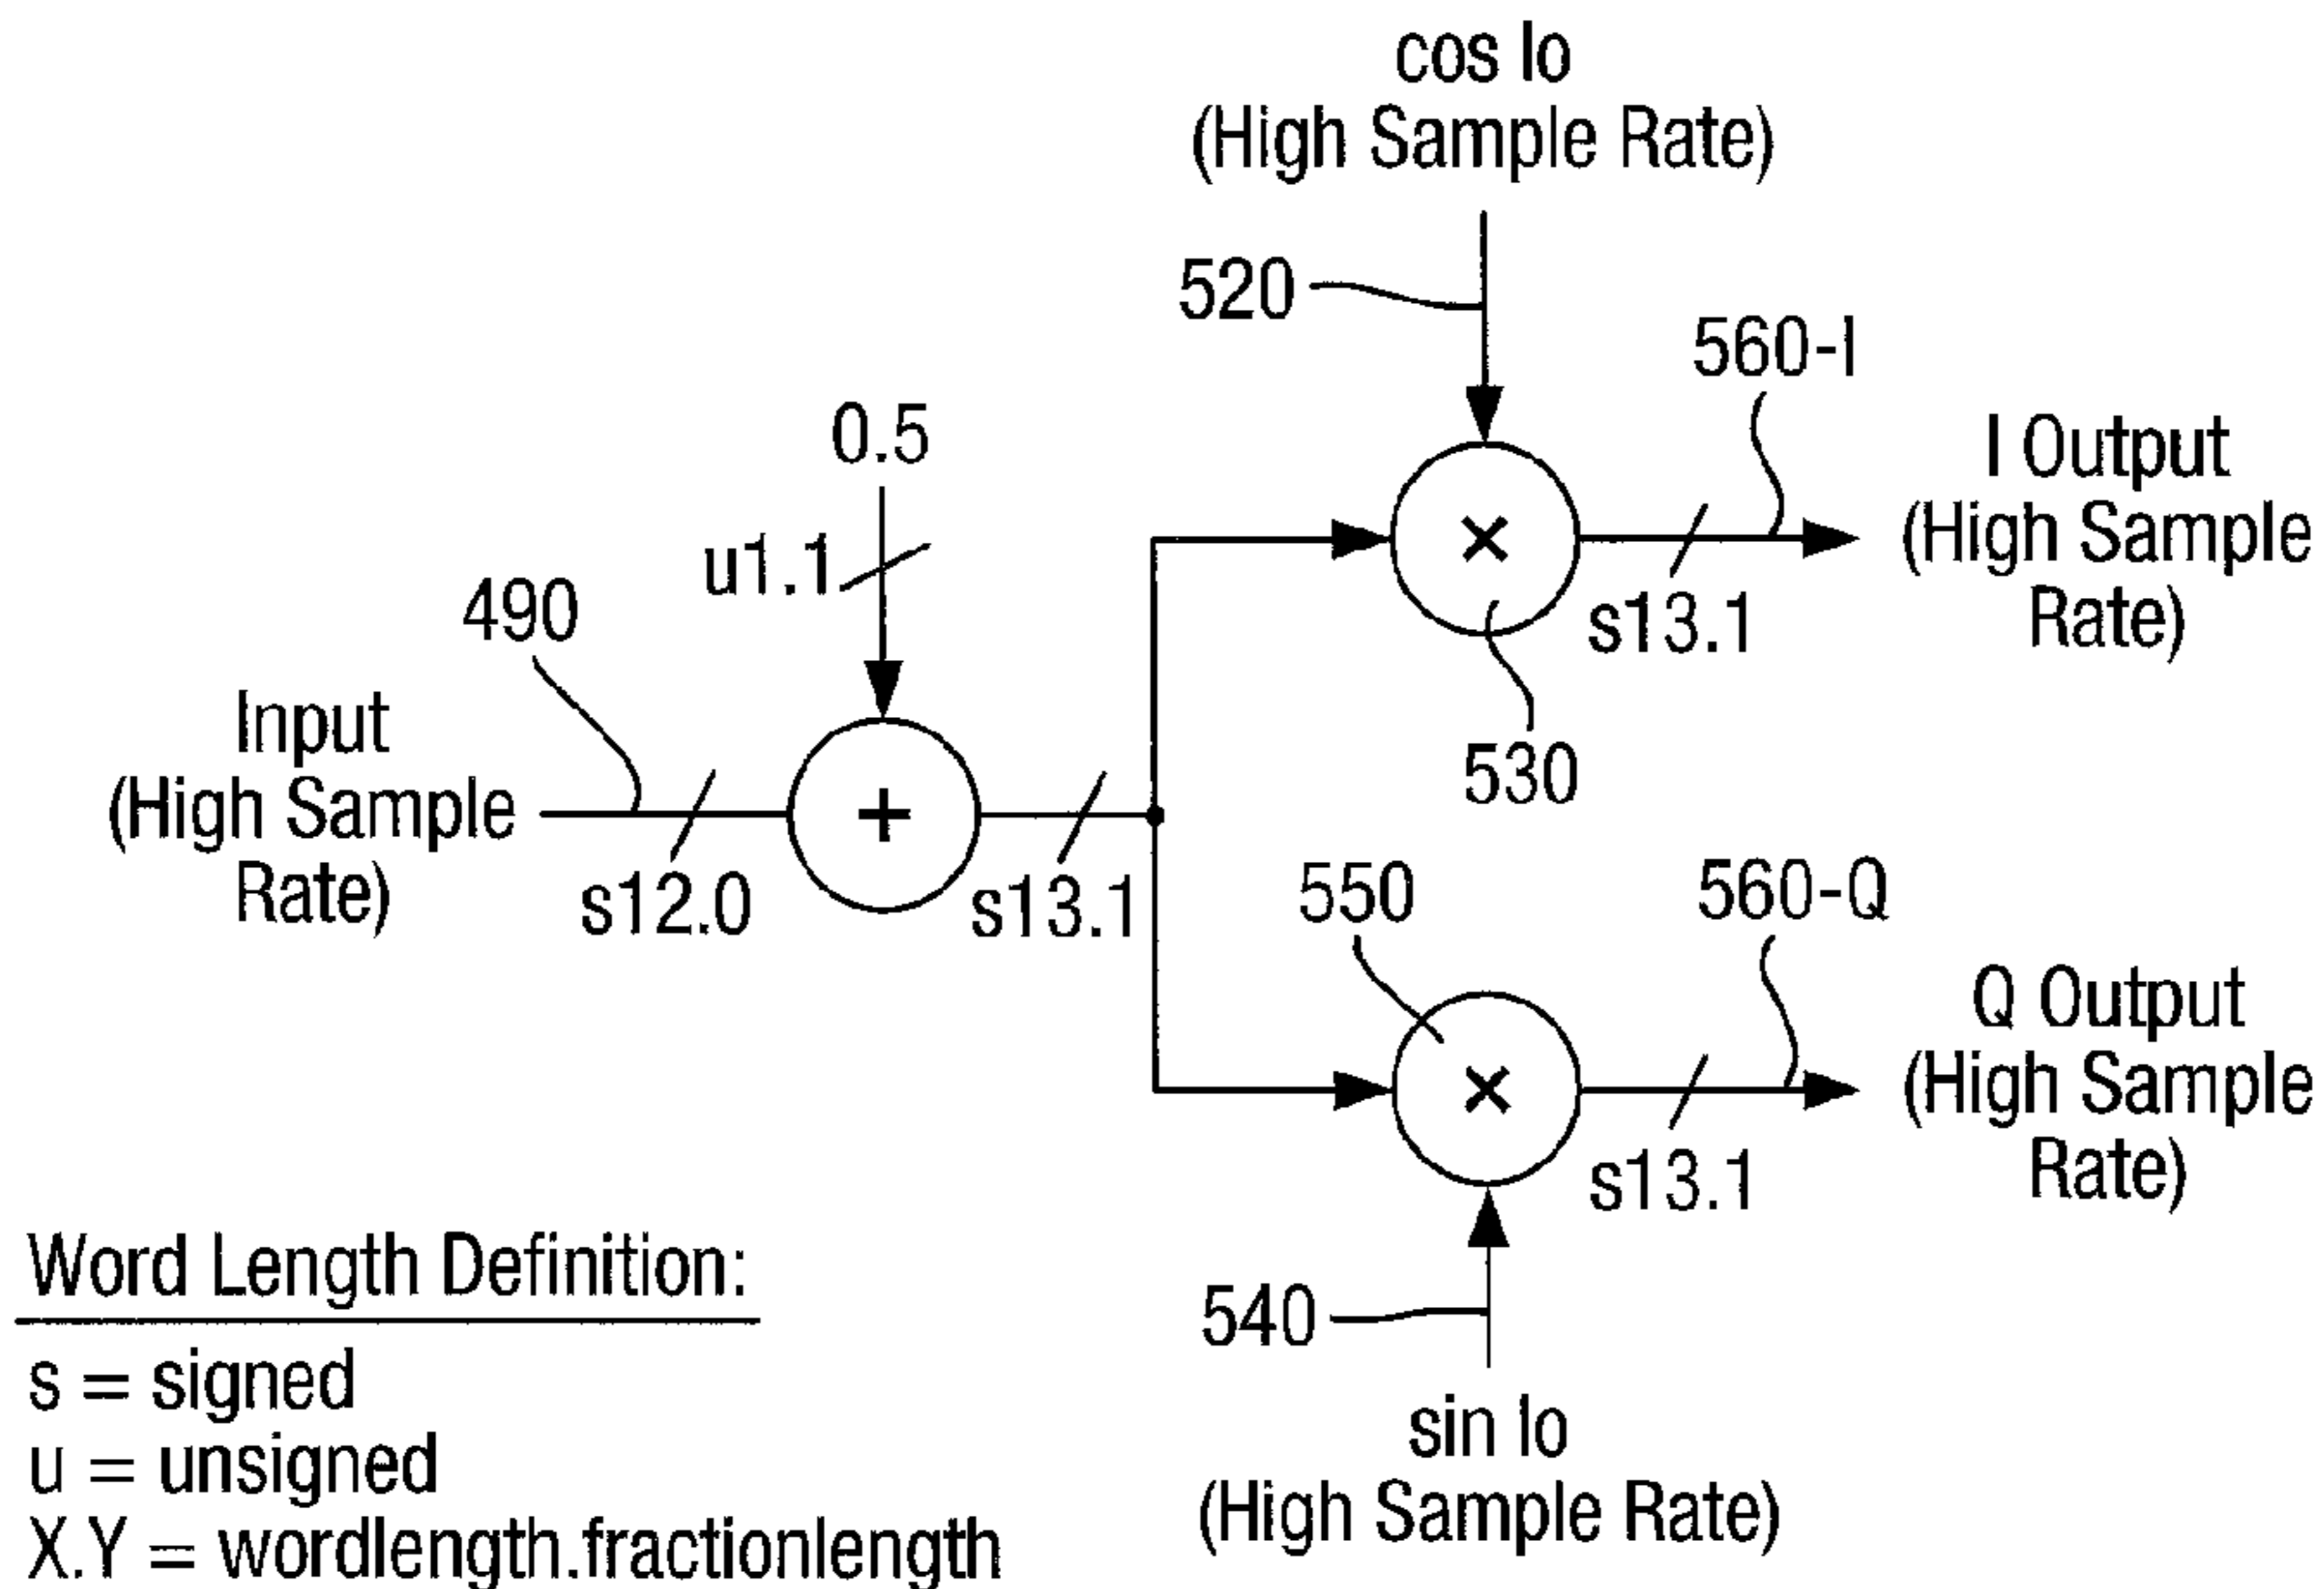 cos lo
(High Sample Rate)
520
560-I
0.5
I Output
(High Sample
Rate)
u1.1
490
s13.1
Input
(High Sample
Rate)
530
s12.0
s13.1
550
560-Q
Q Output
(High Sample
Rate)
s13.1
540
sin lo
(High Sample Rate)
Word Length Definition:
s = signed
u = unsigned
X.Y = wordlength.fractionlength